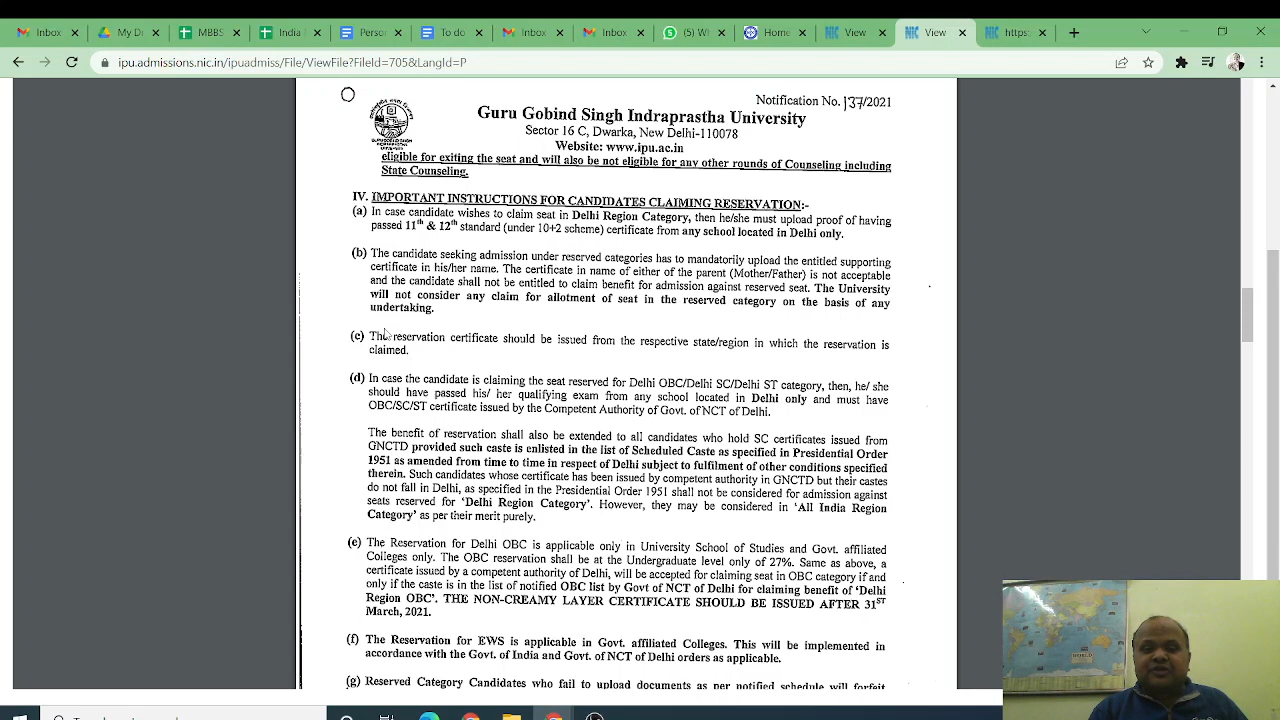 Inbox
My Dr
MBBS
India I
Person
To do
Inbox
Inbox
(5) Wh
Home
View
View
https:
ipu.admissions.nic.in/ipuadmiss/File/ViewFile?FileId=705&LangId=P
Notification No. 137/2021
Guru Gobind Singh Indraprastha University
Sector 16 C, Dwarka, New Delhi-110078
Website: www.ipu.ac.in
eligible for exiting the seat and will also be not eligible for any other rounds of Counseling including
State Counseling.
IV. IMPORTANT INSTRUCTIONS FOR CANDIDATES CLAIMING RESERVATION:-
(a) In case candidate wishes to claim seat in Delhi Region Category, then he/she must upload proof of having
passed 11th & 12th standard (under 10+2 scheme) certificate from any school located in Delhi only.
(b) The candidate seeking admission under reserved categories has to mandatorily upload the entitled supporting
certificate in his/her name. The certificate in name of either of the parent (Mother/Father) is not acceptable
and the candidate shall not be entitled to claim benefit for admission against reserved seat. The University
will not consider any claim for allotment of seat in the reserved category on the basis of any
undertaking.
(c) The reservation certificate should be issued from the respective state/region in which the reservation is
claimed.
(d) In case the candidate is claiming the seat reserved for Delhi OBC/Delhi SC/Delhi ST category, then, he/ she
should have passed his/ her qualifying exam from any school located in Delhi only and must have
OBC/SC/ST certificate issued by the Competent Authority of Govt. of NCT of Delhi.
The benefit of reservation shall also be extended to all candidates who hold SC certificates issued from
GNCTD provided such caste is enlisted in the list of Scheduled Caste as specified in Presidential Order
1951 as amended from time to time in respect of Delhi subject to fulfilment of other conditions specified
therein. Such candidates whose certificate has been issued by competent authority in GNCTD but their castes
do not fall in Delhi, as specified in the Presidential Order 1951 shall not be considered for admission against
seats reserved for 'Delhi Region Category'. However, they may be considered in 'All India Region
Category' as per their merit purely.
(e) The Reservation for Delhi OBC is applicable only in University School of Studies and Govt. affiliated
Colleges only. The OBC reservation shall be at the Undergraduate level only of 27%. Same as above, a
certificate issued by a competent authority of Delhi, will be accepted for claiming seat in OBC category if and
only if the caste is in the list of notified OBC list by Govt of NCT of Delhi for claiming benefit of 'Delhi
Region OBC'. THE NON-CREAMY LAYER CERTIFICATE SHOULD BE ISSUED AFTER 31ST
March, 2021.
(f) The Reservation for EWS is applicable in Govt. affiliated Colleges. This will be implemented in
accordance with the Govt. of India and Govt. of NCT of Delhi orders as applicable.
(g) Reserved Category Candidates who fail to upload documents as per notified schedule will forfeit
WORLD